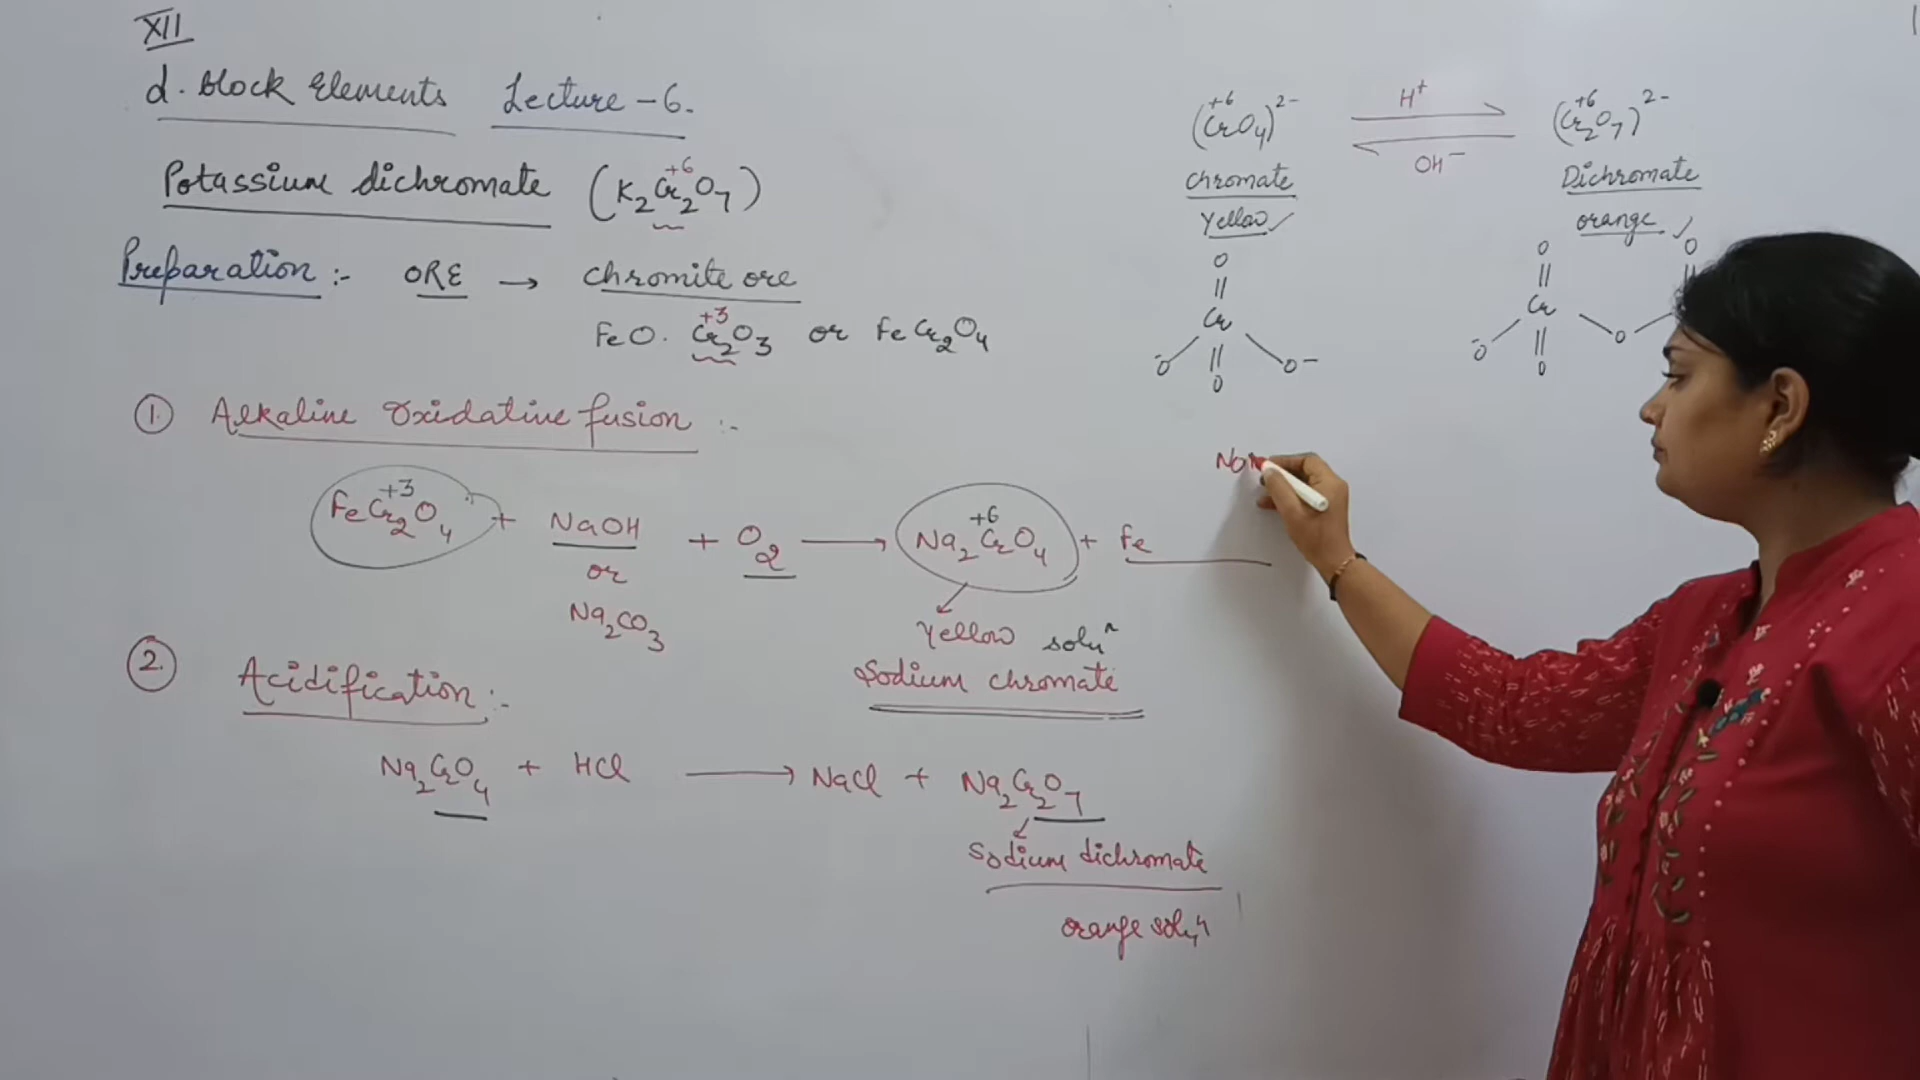 XII
d. Block Elements Lecture - 6.
Potassium dichromate (K2Cr2O7)
+6
Preparation :- ORE → chromite ore
+3
FeO. Cr2O3 or FeCr2O4
① Alkaline Oxidative fusion :-
+3
+6
FeCr2O4 + NaOH + O2 → Na2CrO4 + Fe
or
Na2CO3
Yellow soluⁿ
Sodium chromate
② Acidification :-
Na2CrO4 + HCl → NaCl + Na2Cr2O7
Sodium dichromate
orange soluⁿ
+6
+6
(CrO4)2- H+ (Cr2O7)2-
OH-
chromate Dichromate
Yellow ✓ orange ✓
O O O
Cr Cr
-O O- -O O
O O